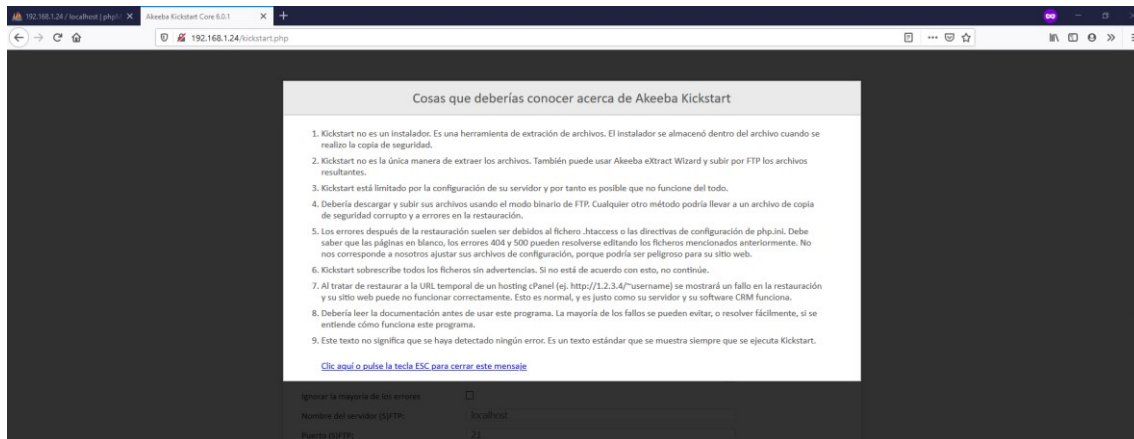 192.168.1.24 / localhost | phpM
Akeeba Kickstart Core 6.0.1
192.168.1.24/kickstart.php
Cosas que deberías conocer acerca de Akeeba Kickstart
1. Kickstart no es un instalador. Es una herramienta de extración de archivos. El instalador se almacenó dentro del archivo cuando se
realizo la copia de seguridad.
2. Kickstart no es la única manera de extraer los archivos. También puede usar Akeeba eXtract Wizard y subir por FTP los archivos
resultantes.
3. Kickstart está limitado por la configuración de su servidor y por tanto es posible que no funcione del todo.
4. Debería descargar y subir sus archivos usando el modo binario de FTP. Cualquier otro método podría llevar a un archivo de copia
de seguridad corrupto y a errores en la restauración.
5. Los errores después de la restauración suelen ser debidos al fichero .htaccess o las directivas de configuración de php.ini. Debe
saber que las páginas en blanco, los errores 404 y 500 pueden resolverse editando los ficheros mencionados anteriormente. No
nos corresponde a nosotros ajustar sus archivos de configuración, porque podría ser peligroso para su sitio web.
6. Kickstart sobrescribe todos los ficheros sin advertencias. Si no está de acuerdo con esto, no continúe.
7. Al tratar de restaurar a la URL temporal de un hosting cPanel (ej. http://1.2.3.4/~username) se mostrará un fallo en la restauración
y su sitio web puede no funcionar correctamente. Esto es normal, y es justo como su servidor y su software CRM funciona.
8. Debería leer la documentación antes de usar este programa. La mayoría de los fallos se pueden evitar, o resolver fácilmente, si se
entiende cómo funciona este programa.
9. Este texto no significa que se haya detectado ningún error. Es un texto estándar que se muestra siempre que se ejecuta Kickstart.
Clic aquí o pulse la tecla ESC para cerrar este mensaje
Ignorar la mayoría de los errores
Nombre del servidor (S)FTP: localhost
Puerto (S)FTP: 21